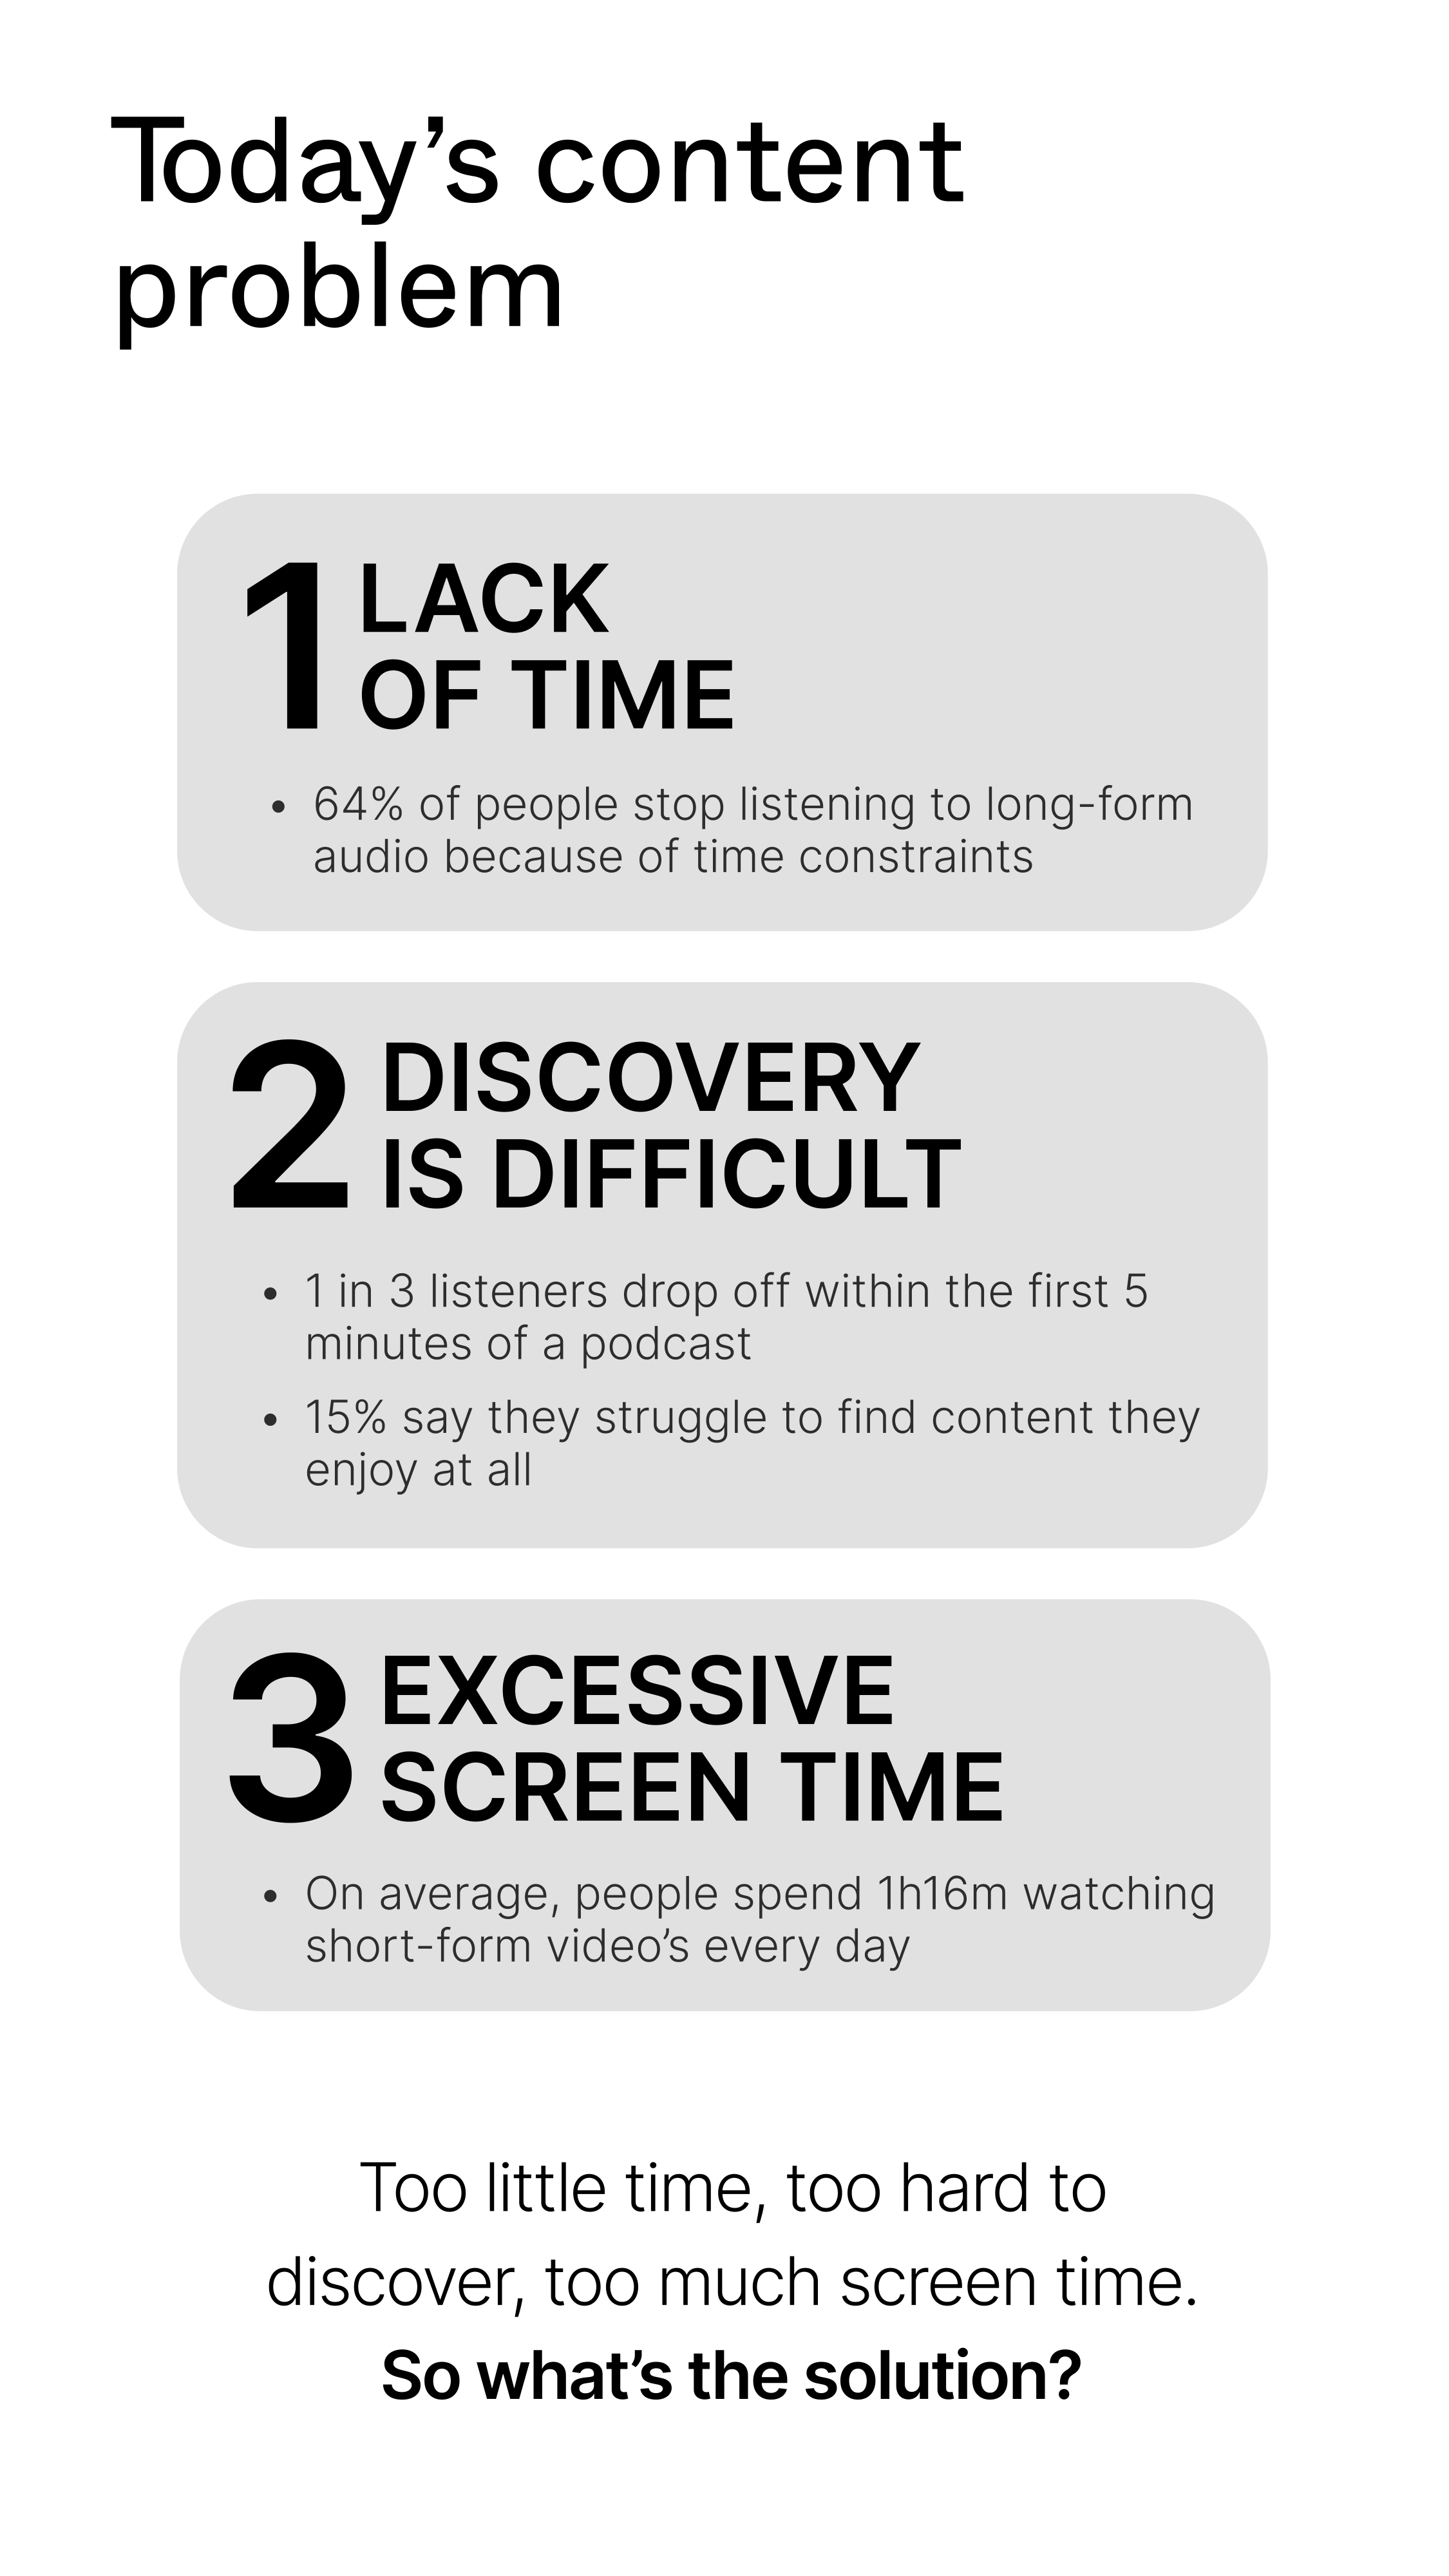 Today’s content
problem
1 LACK
OF TIME
• 64% of people stop listening to long-form
audio because of time constraints
2 DISCOVERY
IS DIFFICULT
• 1 in 3 listeners drop off within the first 5
minutes of a podcast
• 15% say they struggle to find content they
enjoy at all
3 EXCESSIVE
SCREEN TIME
• On average, people spend 1h16m watching
short-form video’s every day
Too little time, too hard to
discover, too much screen time.
So what’s the solution?